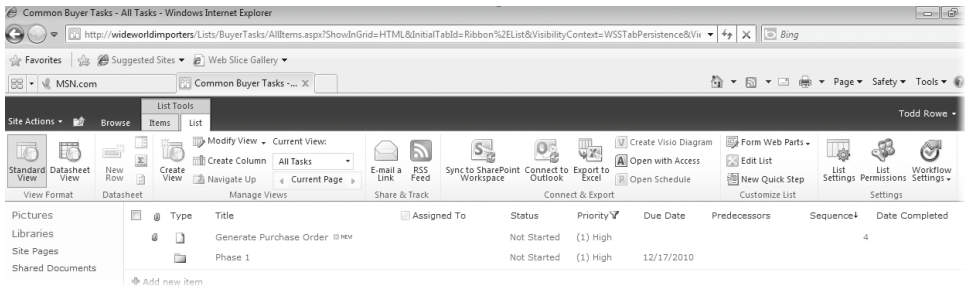 Common Buyer Tasks - All Tasks - Windows Internet Explorer
http://wideworldimporters/Lists/BuyerTasks/AllItems.aspx?ShowInGrid=HTML&InitialTabId=Ribbon%2EList&VisibilityContext=WSSTabPersistence&Vie
Bing
Favorites Suggested Sites Web Slice Gallery
MSN.com Common Buyer Tasks -... X Page Safety Tools
List Tools
Site Actions Browse Items List Todd Rowe
Standard View Datasheet View New Row Create View Modify View Current View: E-mail a Link RSS Feed Sync to SharePoint Workspace Connect to Outlook Export to Excel Create Visio Diagram Form Web Parts List Settings List Permissions Workflow Settings
Create Column All Tasks Open with Access Edit List
Navigate Up Current Page Open Schedule New Quick Step
View Format Datasheet Manage Views Share & Track Connect & Export Customize List Settings
Pictures Type Title Assigned To Status Priority Due Date Predecessors Sequence Date Completed
Libraries Generate Purchase Order NEW Not Started (1) High 4
Site Pages Phase 1 Not Started (1) High 12/17/2010
Shared Documents
Add new item